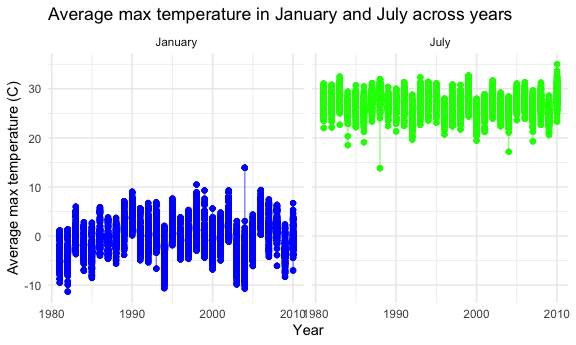 Average max temperature in January and July across years
January
July
Average max temperature (C)
30
20
10
0
-10
1980
1990
2000
2010
1980
1990
2000
2010
Year